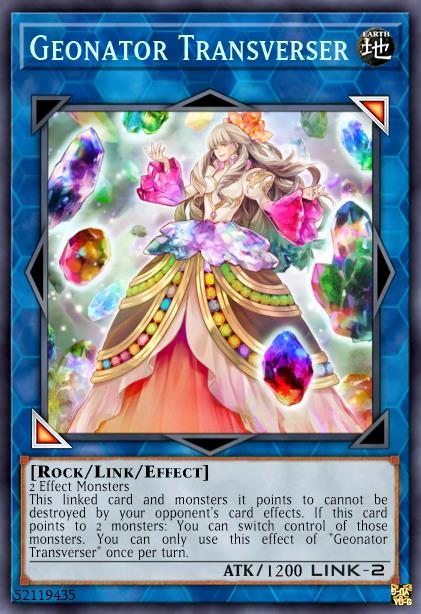 Geonator Transverser
EARTH
地
[Rock/Link/Effect]
2 Effect Monsters
This linked card and monsters it points to cannot be
destroyed by your opponent's card effects. If this card
points to 2 monsters: You can switch control of those
monsters. You can only use this effect of "Geonator
Transverser" once per turn.
ATK/1200 LINK-2
52119435